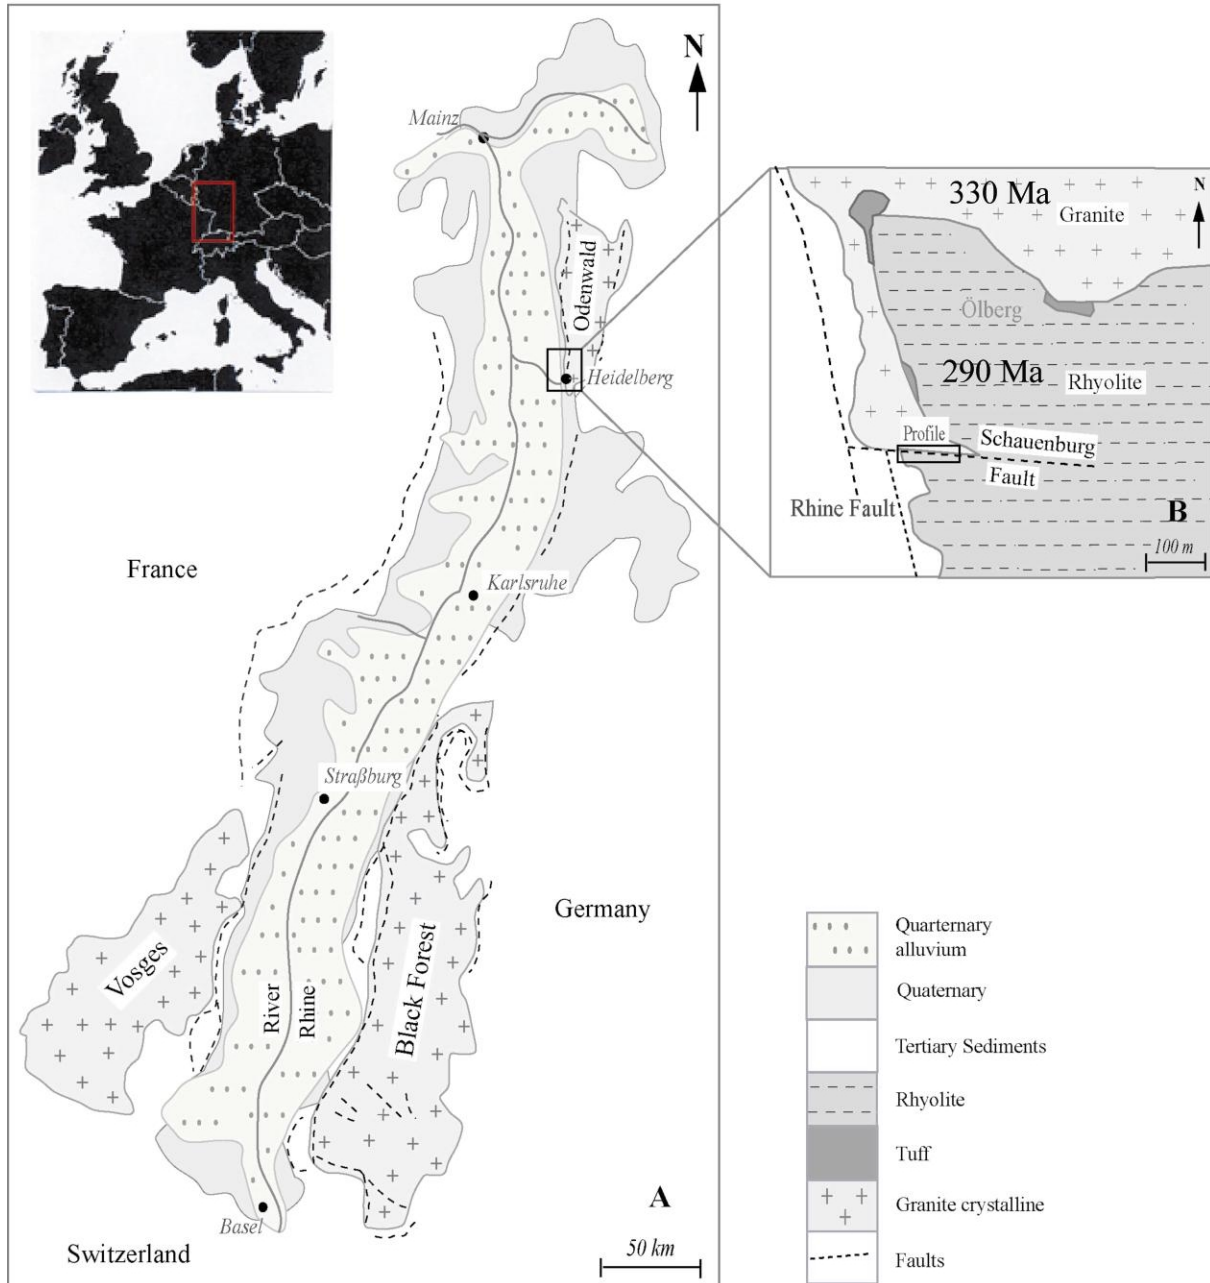 N
Mainz
Odenwald
Heidelberg
France
Karlsruhe
Straßburg
Germany
Vosges
River
Rhine
Black Forest
A
Basel
Switzerland
50 km
330 Ma
N
Granite
Ölberg
290 Ma
Rhyolite
Profile
Schauenburg
Fault
Rhine Fault
B
100 m
Quarternary
alluvium
Quaternary
Tertiary Sediments
Rhyolite
Tuff
Granite crystalline
Faults